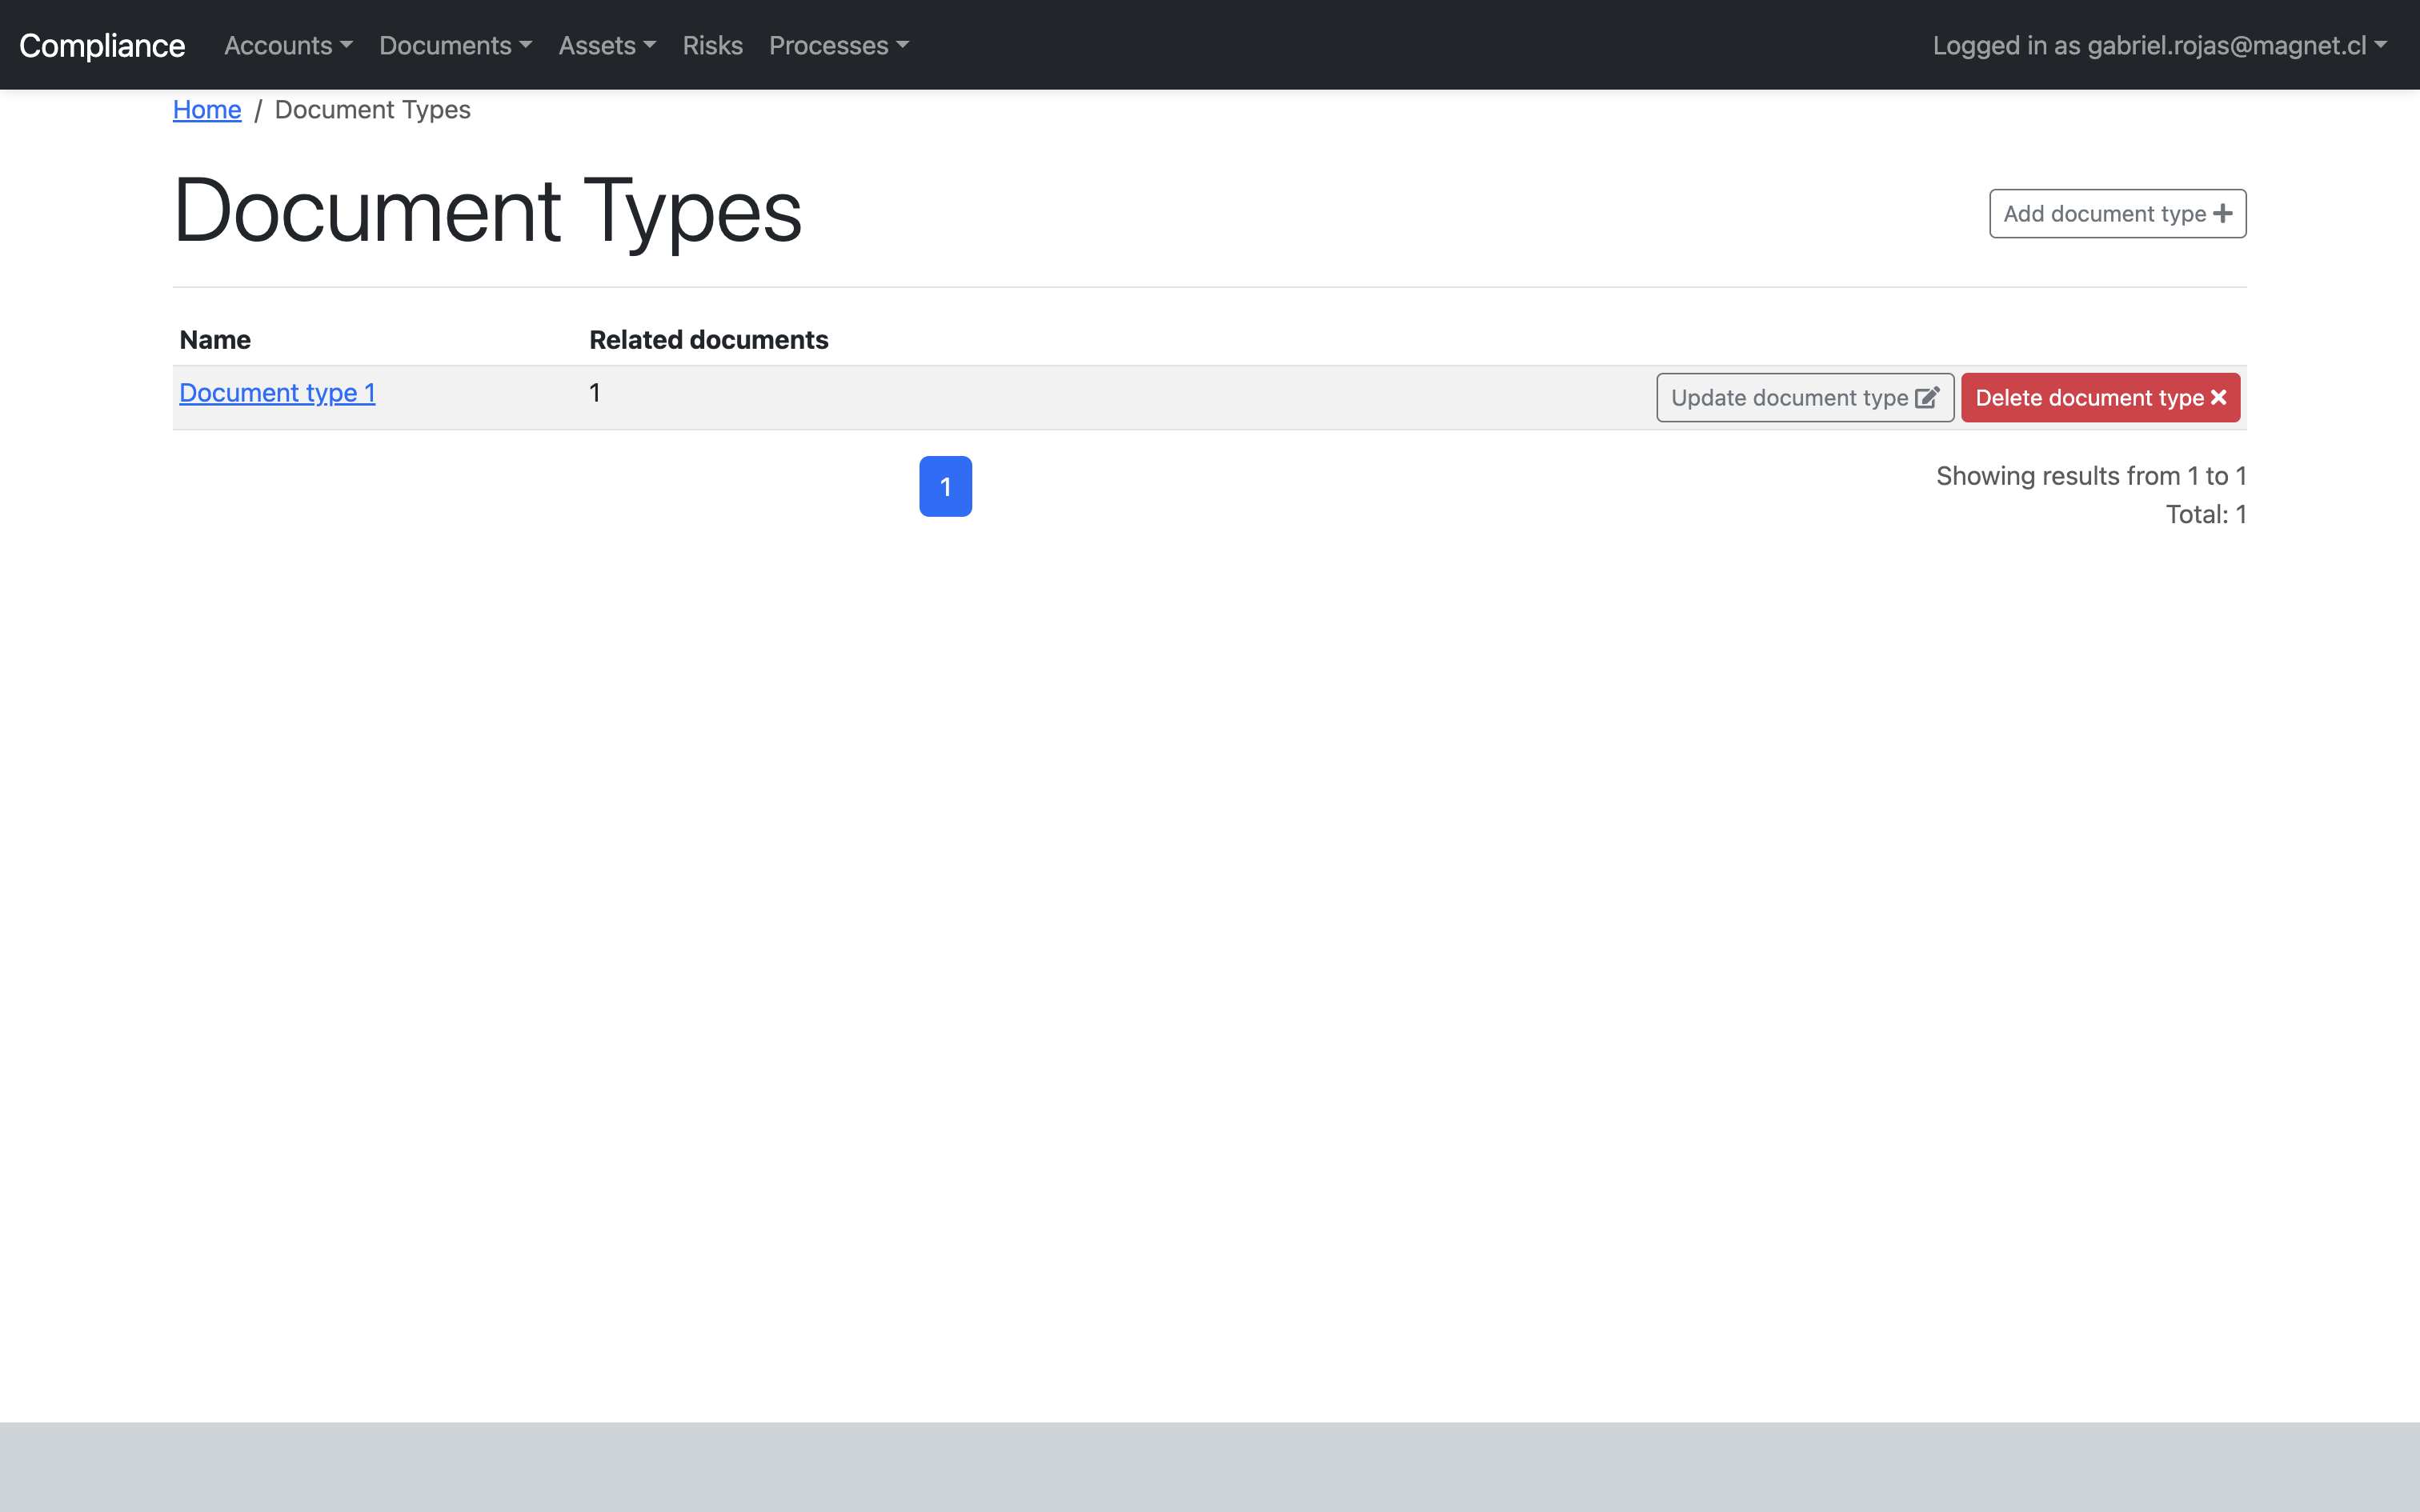 Compliance Accounts Documents Assets Risks Processes Logged in as gabriel.rojas@magnet.cl
Home / Document Types
Document Types
Add document type
Name Related documents
Document type 1 1 Update document type Delete document type
1
Showing results from 1 to 1
Total: 1